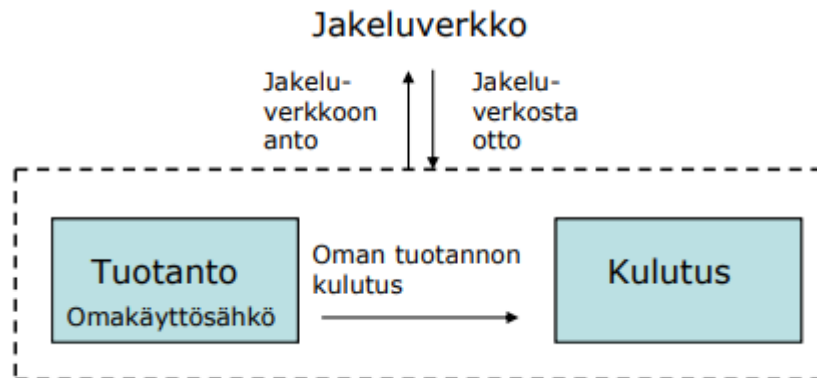 Jakeluverkko
Jakelu-
verkkoon
anto
Jakelu-
verkosta
otto
Tuotanto
Omakäyttösähkö
Oman tuotannon
kulutus
Kulutus